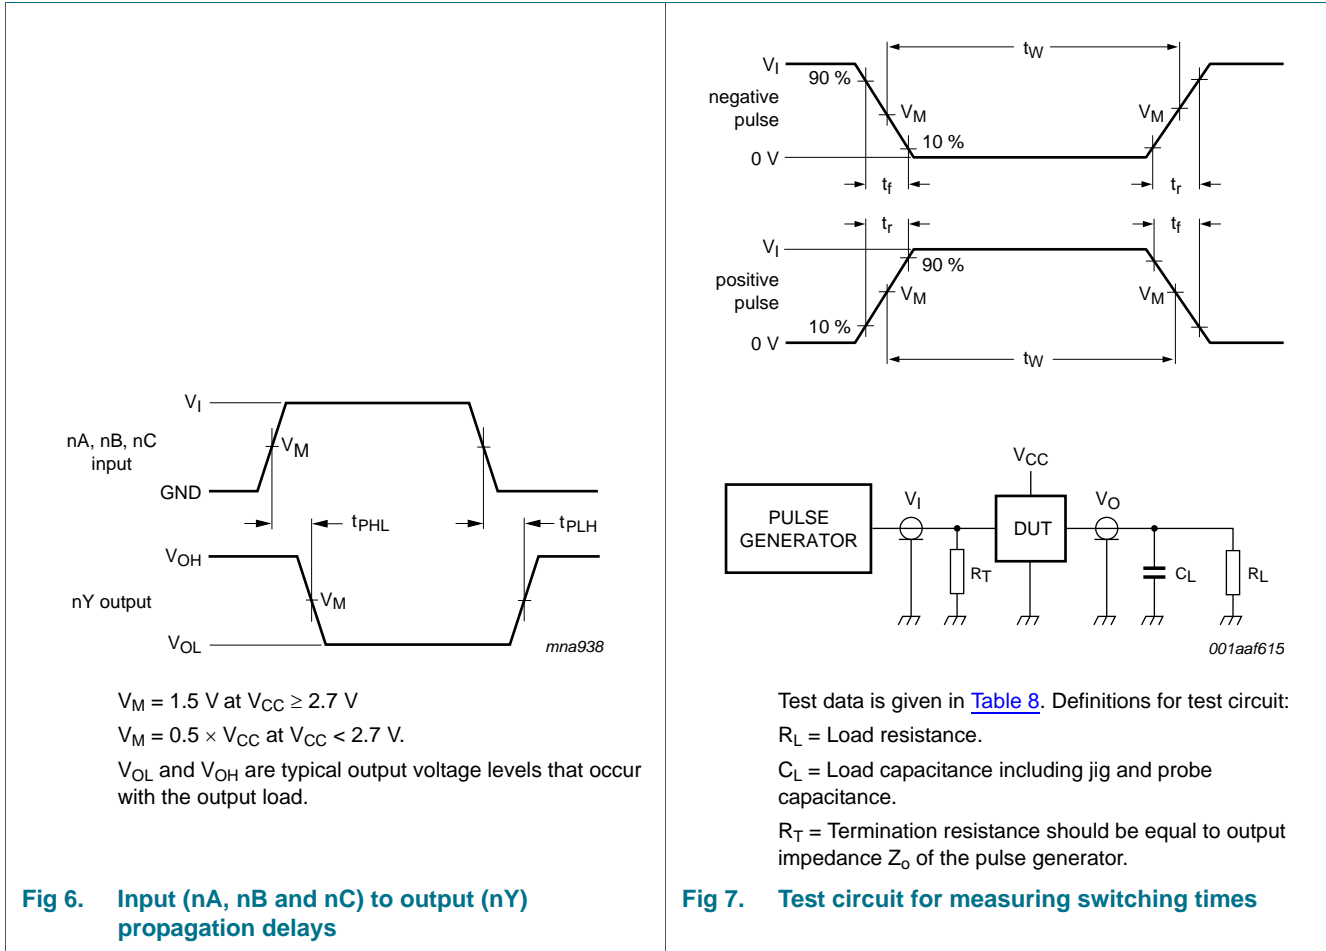 V_I
nA, nB, nC
input
V_M
GND
t_PHL
t_PLH
V_OH
nY output
V_M
V_OL
mna938
V_M = 1.5 V at V_CC ≥ 2.7 V
V_M = 0.5 × V_CC at V_CC < 2.7 V.
V_OL and V_OH are typical output voltage levels that occur
with the output load.
Fig 6. Input (nA, nB and nC) to output (nY)
propagation delays
t_W
V_I
90 %
negative
pulse
V_M
V_M
10 %
0 V
t_f
t_r
t_r
t_f
V_I
90 %
positive
pulse
V_M
V_M
10 %
0 V
t_W
V_CC
PULSE
GENERATOR
V_I
DUT
V_O
R_T
C_L
R_L
001aaf615
Test data is given in Table 8. Definitions for test circuit:
R_L = Load resistance.
C_L = Load capacitance including jig and probe
capacitance.
R_T = Termination resistance should be equal to output
impedance Z_o of the pulse generator.
Fig 7. Test circuit for measuring switching times